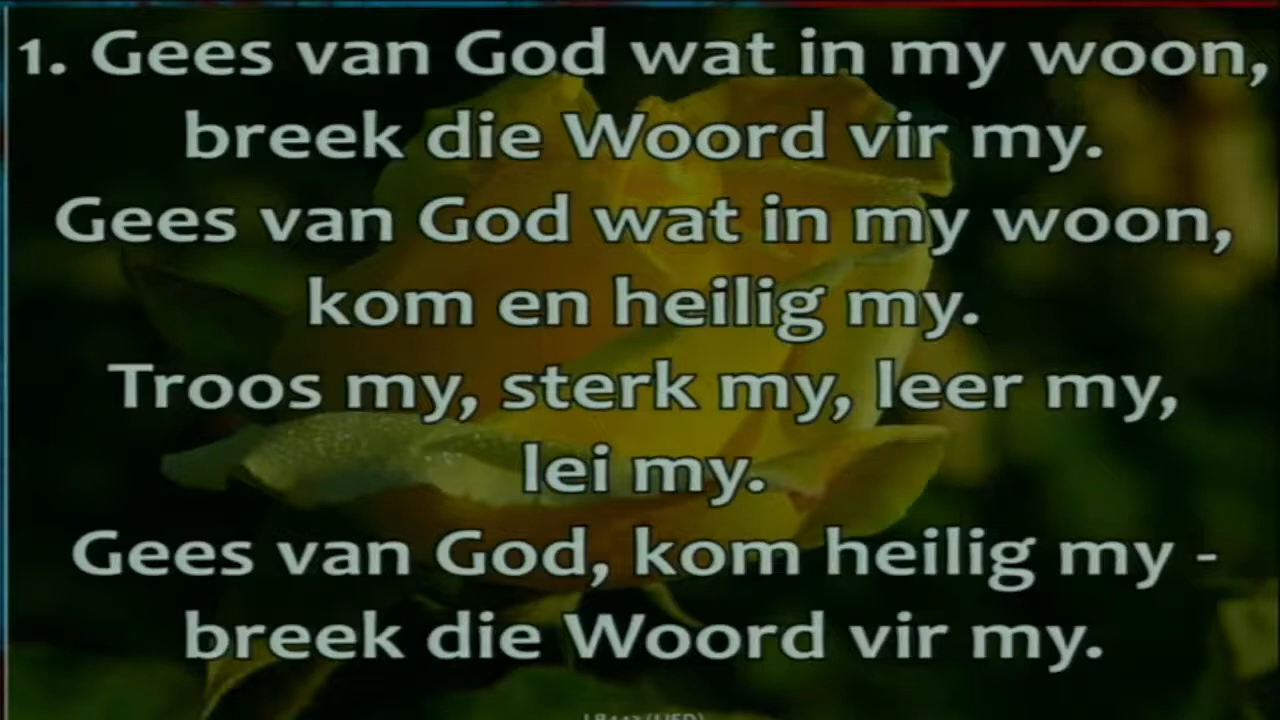 1. Gees van God wat in my woon,
breek die Woord vir my.
Gees van God wat in my woon,
kom en heilig my.
Troos my, sterk my, leer my,
lei my.
Gees van God, kom heilig my -
breek die Woord vir my.